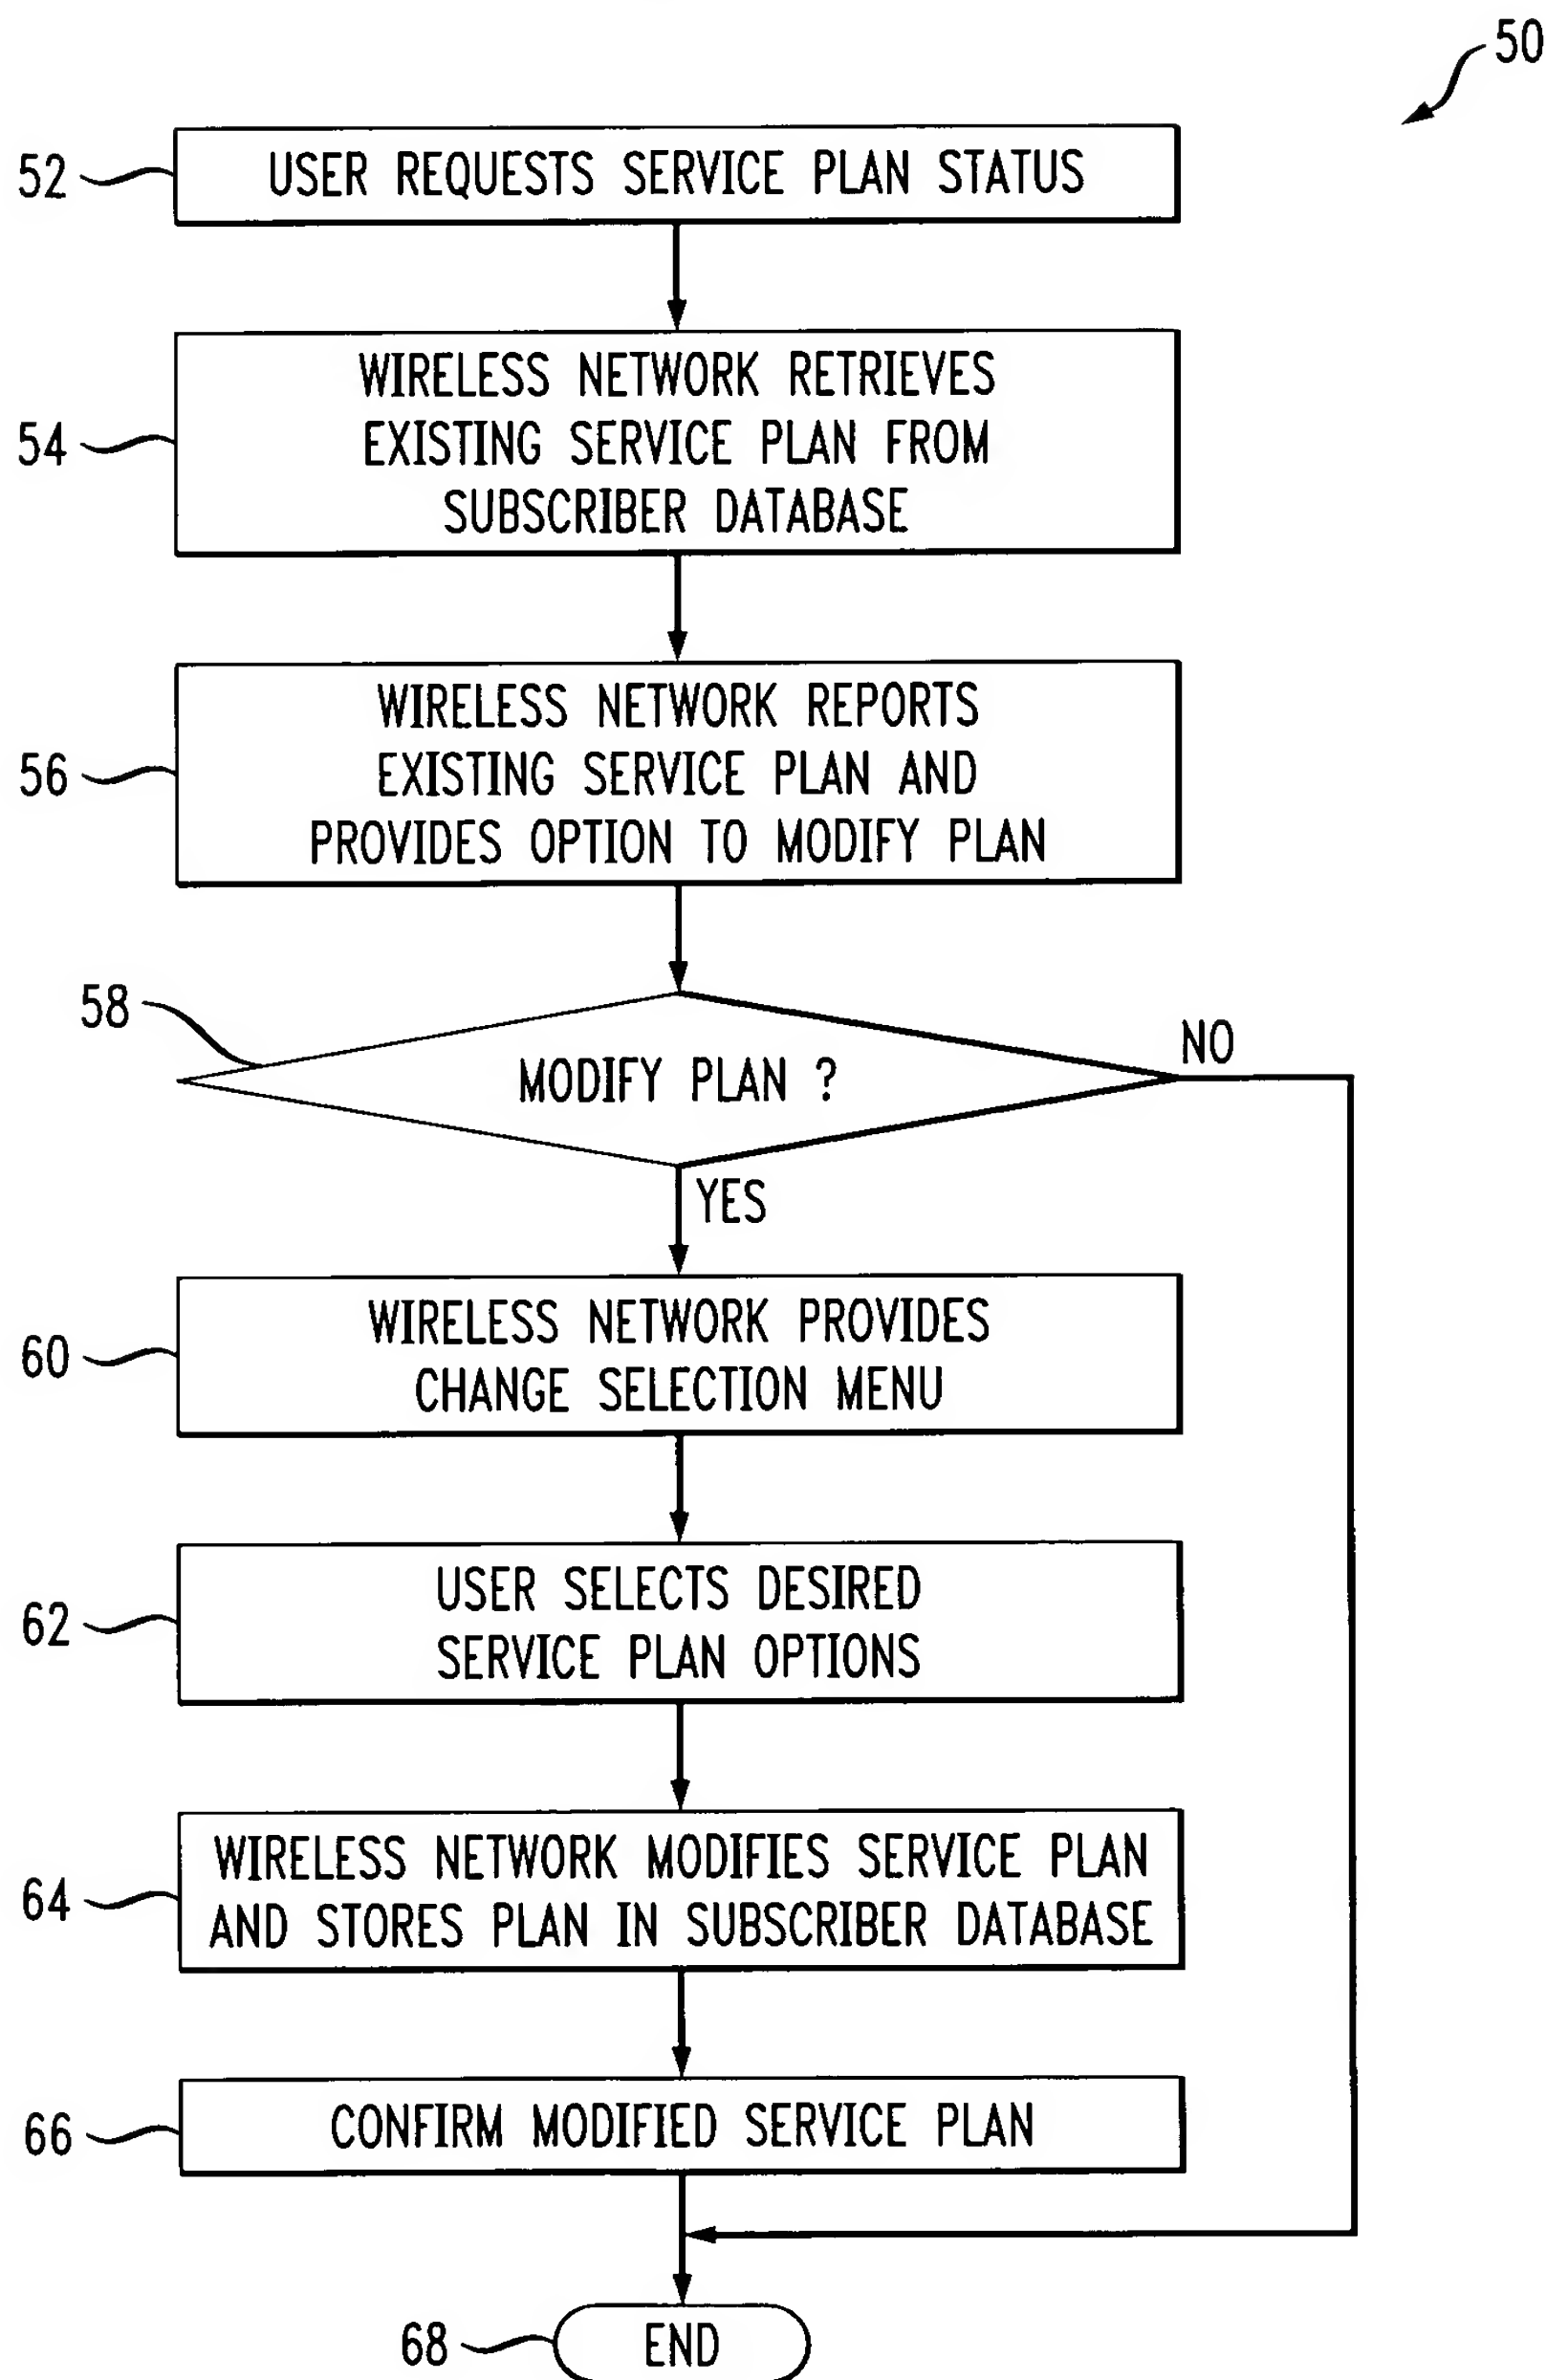 50
52
USER REQUESTS SERVICE PLAN STATUS
54
WIRELESS NETWORK RETRIEVES
EXISTING SERVICE PLAN FROM
SUBSCRIBER DATABASE
56
WIRELESS NETWORK REPORTS
EXISTING SERVICE PLAN AND
PROVIDES OPTION TO MODIFY PLAN
58
MODIFY PLAN ?
NO
YES
60
WIRELESS NETWORK PROVIDES
CHANGE SELECTION MENU
62
USER SELECTS DESIRED
SERVICE PLAN OPTIONS
64
WIRELESS NETWORK MODIFIES SERVICE PLAN
AND STORES PLAN IN SUBSCRIBER DATABASE
66
CONFIRM MODIFIED SERVICE PLAN
68
END